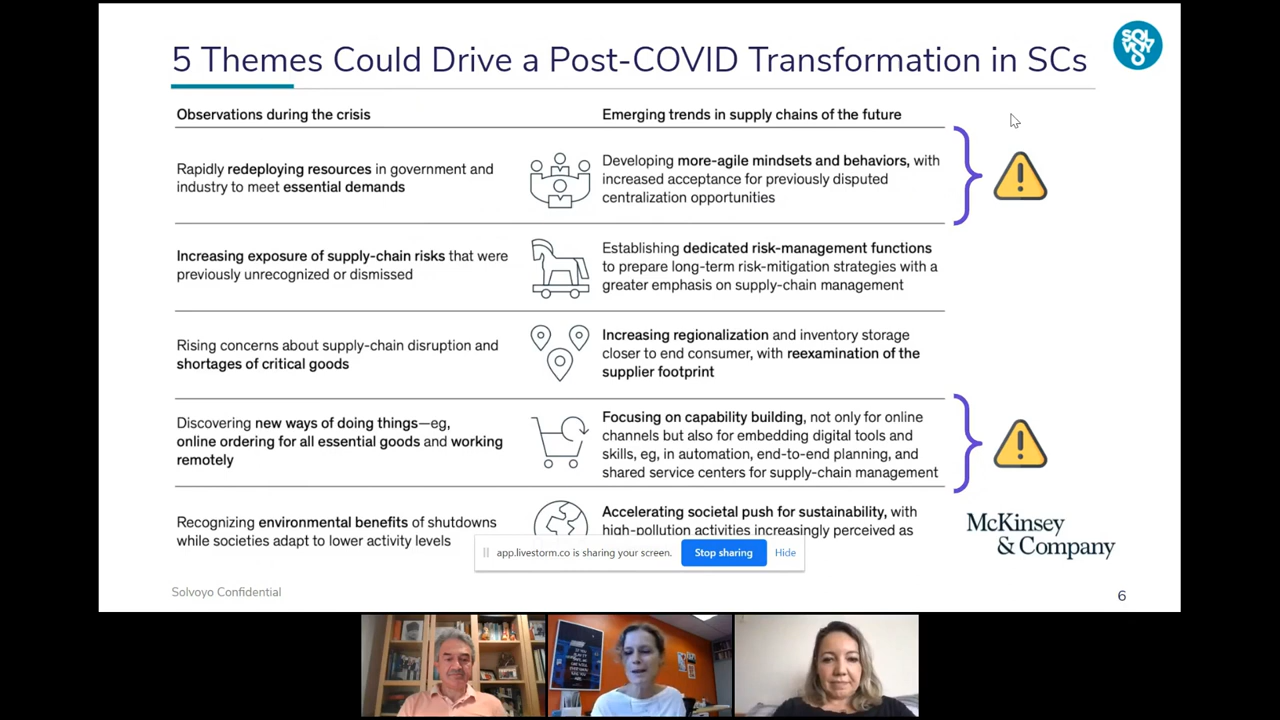 5 Themes Could Drive a Post-COVID Transformation in SCs
SOLVOYO
Observations during the crisis
Emerging trends in supply chains of the future
Rapidly redeploying resources in government and
industry to meet essential demands
Developing more-agile mindsets and behaviors, with
increased acceptance for previously disputed
centralization opportunities
Increasing exposure of supply-chain risks that were
previously unrecognized or dismissed
Establishing dedicated risk-management functions
to prepare long-term risk-mitigation strategies with a
greater emphasis on supply-chain management
Rising concerns about supply-chain disruption and
shortages of critical goods
Increasing regionalization and inventory storage
closer to end consumer, with reexamination of the
supplier footprint
Discovering new ways of doing things—eg,
online ordering for all essential goods and working
remotely
Focusing on capability building, not only for online
channels but also for embedding digital tools and
skills, eg, in automation, end-to-end planning, and
shared service centers for supply-chain management
Recognizing environmental benefits of shutdowns
while societies adapt to lower activity levels
Accelerating societal push for sustainability, with
high-pollution activities increasingly perceived as
McKinsey
& Company
app.livestorm.co is sharing your screen.
Stop sharing
Hide
Solvoyo Confidential
6